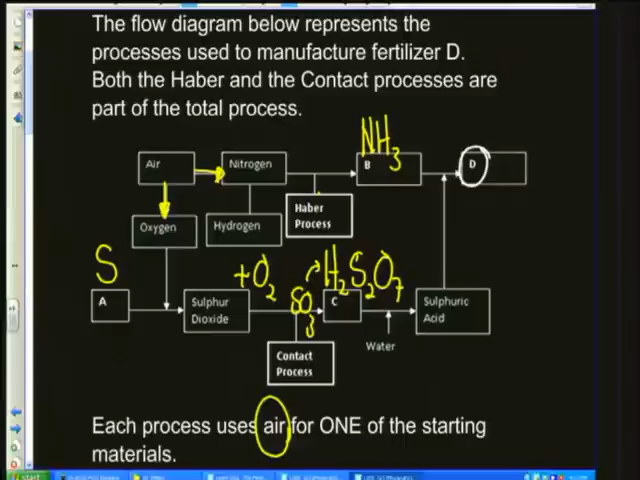 The flow diagram below represents the
processes used to manufacture fertilizer D.
Both the Haber and the Contact processes are
part of the total process.
NH3
Air
Nitrogen
B
D
Haber
Process
Oxygen
Hydrogen
S
+O2
H2S2O7
SO3
A
Sulphur
Dioxide
C
Sulphuric
Acid
Water
Contact
Process
Each process uses air for ONE of the starting
materials.
start